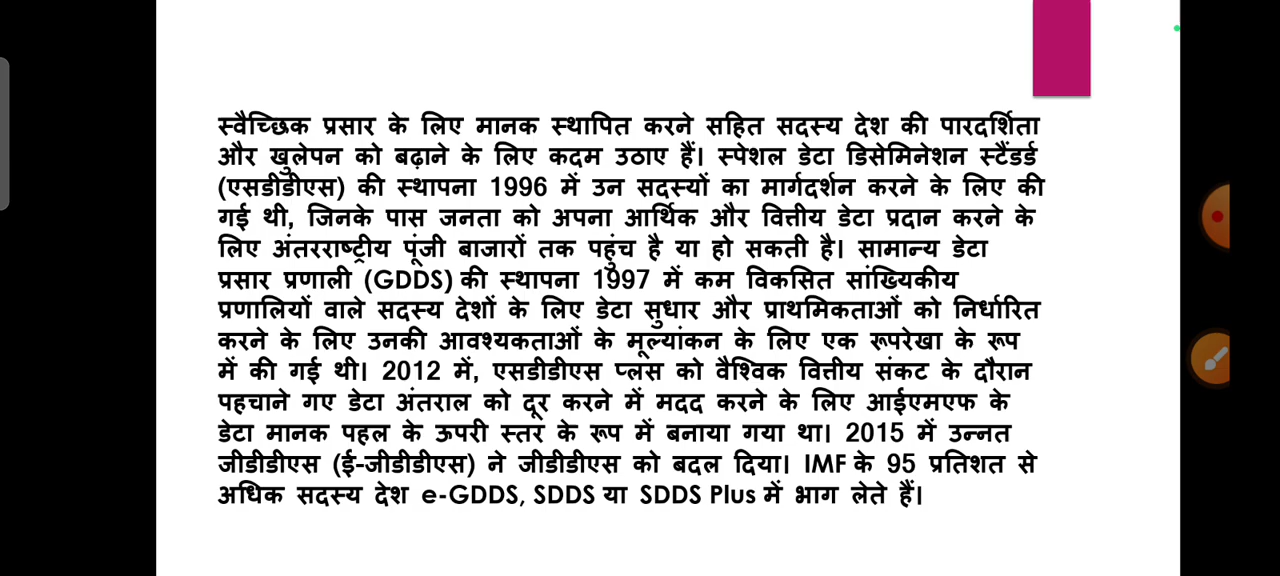 स्वैच्छिक प्रसार के लिए मानक स्थापित करने सहित सदस्य देश की पारदर्शिता
और खुलेपन को बढ़ाने के लिए कदम उठाए हैं। स्पेशल डेटा डिसेमिनेशन स्टैंडर्ड
(एसडीडीएस) की स्थापना 1996 में उन सदस्यों का मार्गदर्शन करने के लिए की
गई थी, जिनके पास जनता को अपना आर्थिक और वित्तीय डेटा प्रदान करने के
लिए अंतरराष्ट्रीय पूंजी बाजारों तक पहुंच है या हो सकती है। सामान्य डेटा
प्रसार प्रणाली (GDDS) की स्थापना 1997 में कम विकसित सांख्यिकीय
प्रणालियों वाले सदस्य देशों के लिए डेटा सुधार और प्राथमिकताओं को निर्धारित
करने के लिए उनकी आवश्यकताओं के मूल्यांकन के लिए एक रूपरेखा के रूप
में की गई थी। 2012 में, एसडीडीएस प्लस को वैश्विक वित्तीय संकट के दौरान
पहचाने गए डेटा अंतराल को दूर करने में मदद करने के लिए आईएमएफ के
डेटा मानक पहल के ऊपरी स्तर के रूप में बनाया गया था। 2015 में उन्नत
जीडीडीएस (ई-जीडीडीएस) ने जीडीडीएस को बदल दिया। IMF के 95 प्रतिशत से
अधिक सदस्य देश e-GDDS, SDDS या SDDS Plus में भाग लेते हैं।